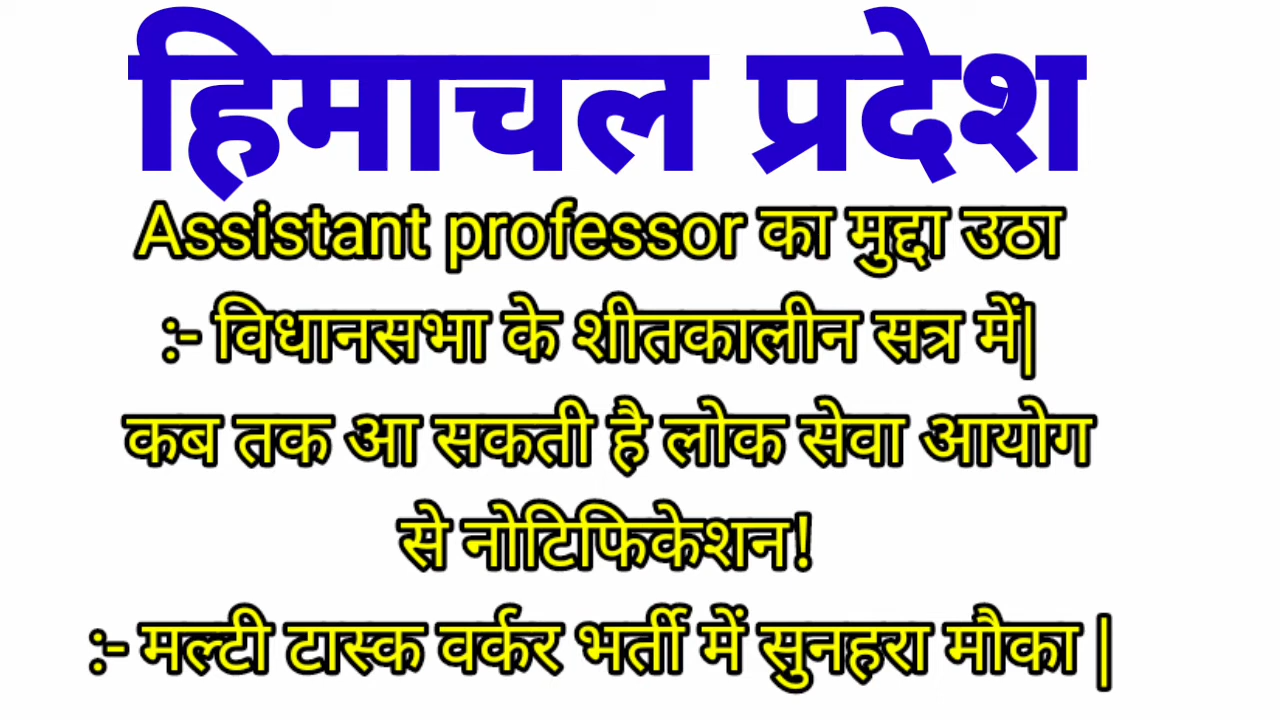 हिमाचल प्रदेश
Assistant professor का मुद्दा उठा
:- विधानसभा के शीतकालीन सत्र में|
कब तक आ सकती है लोक सेवा आयोग
से नोटिफिकेशन!
:- मल्टी टास्क वर्कर भर्ती में सुनहरा मौका |